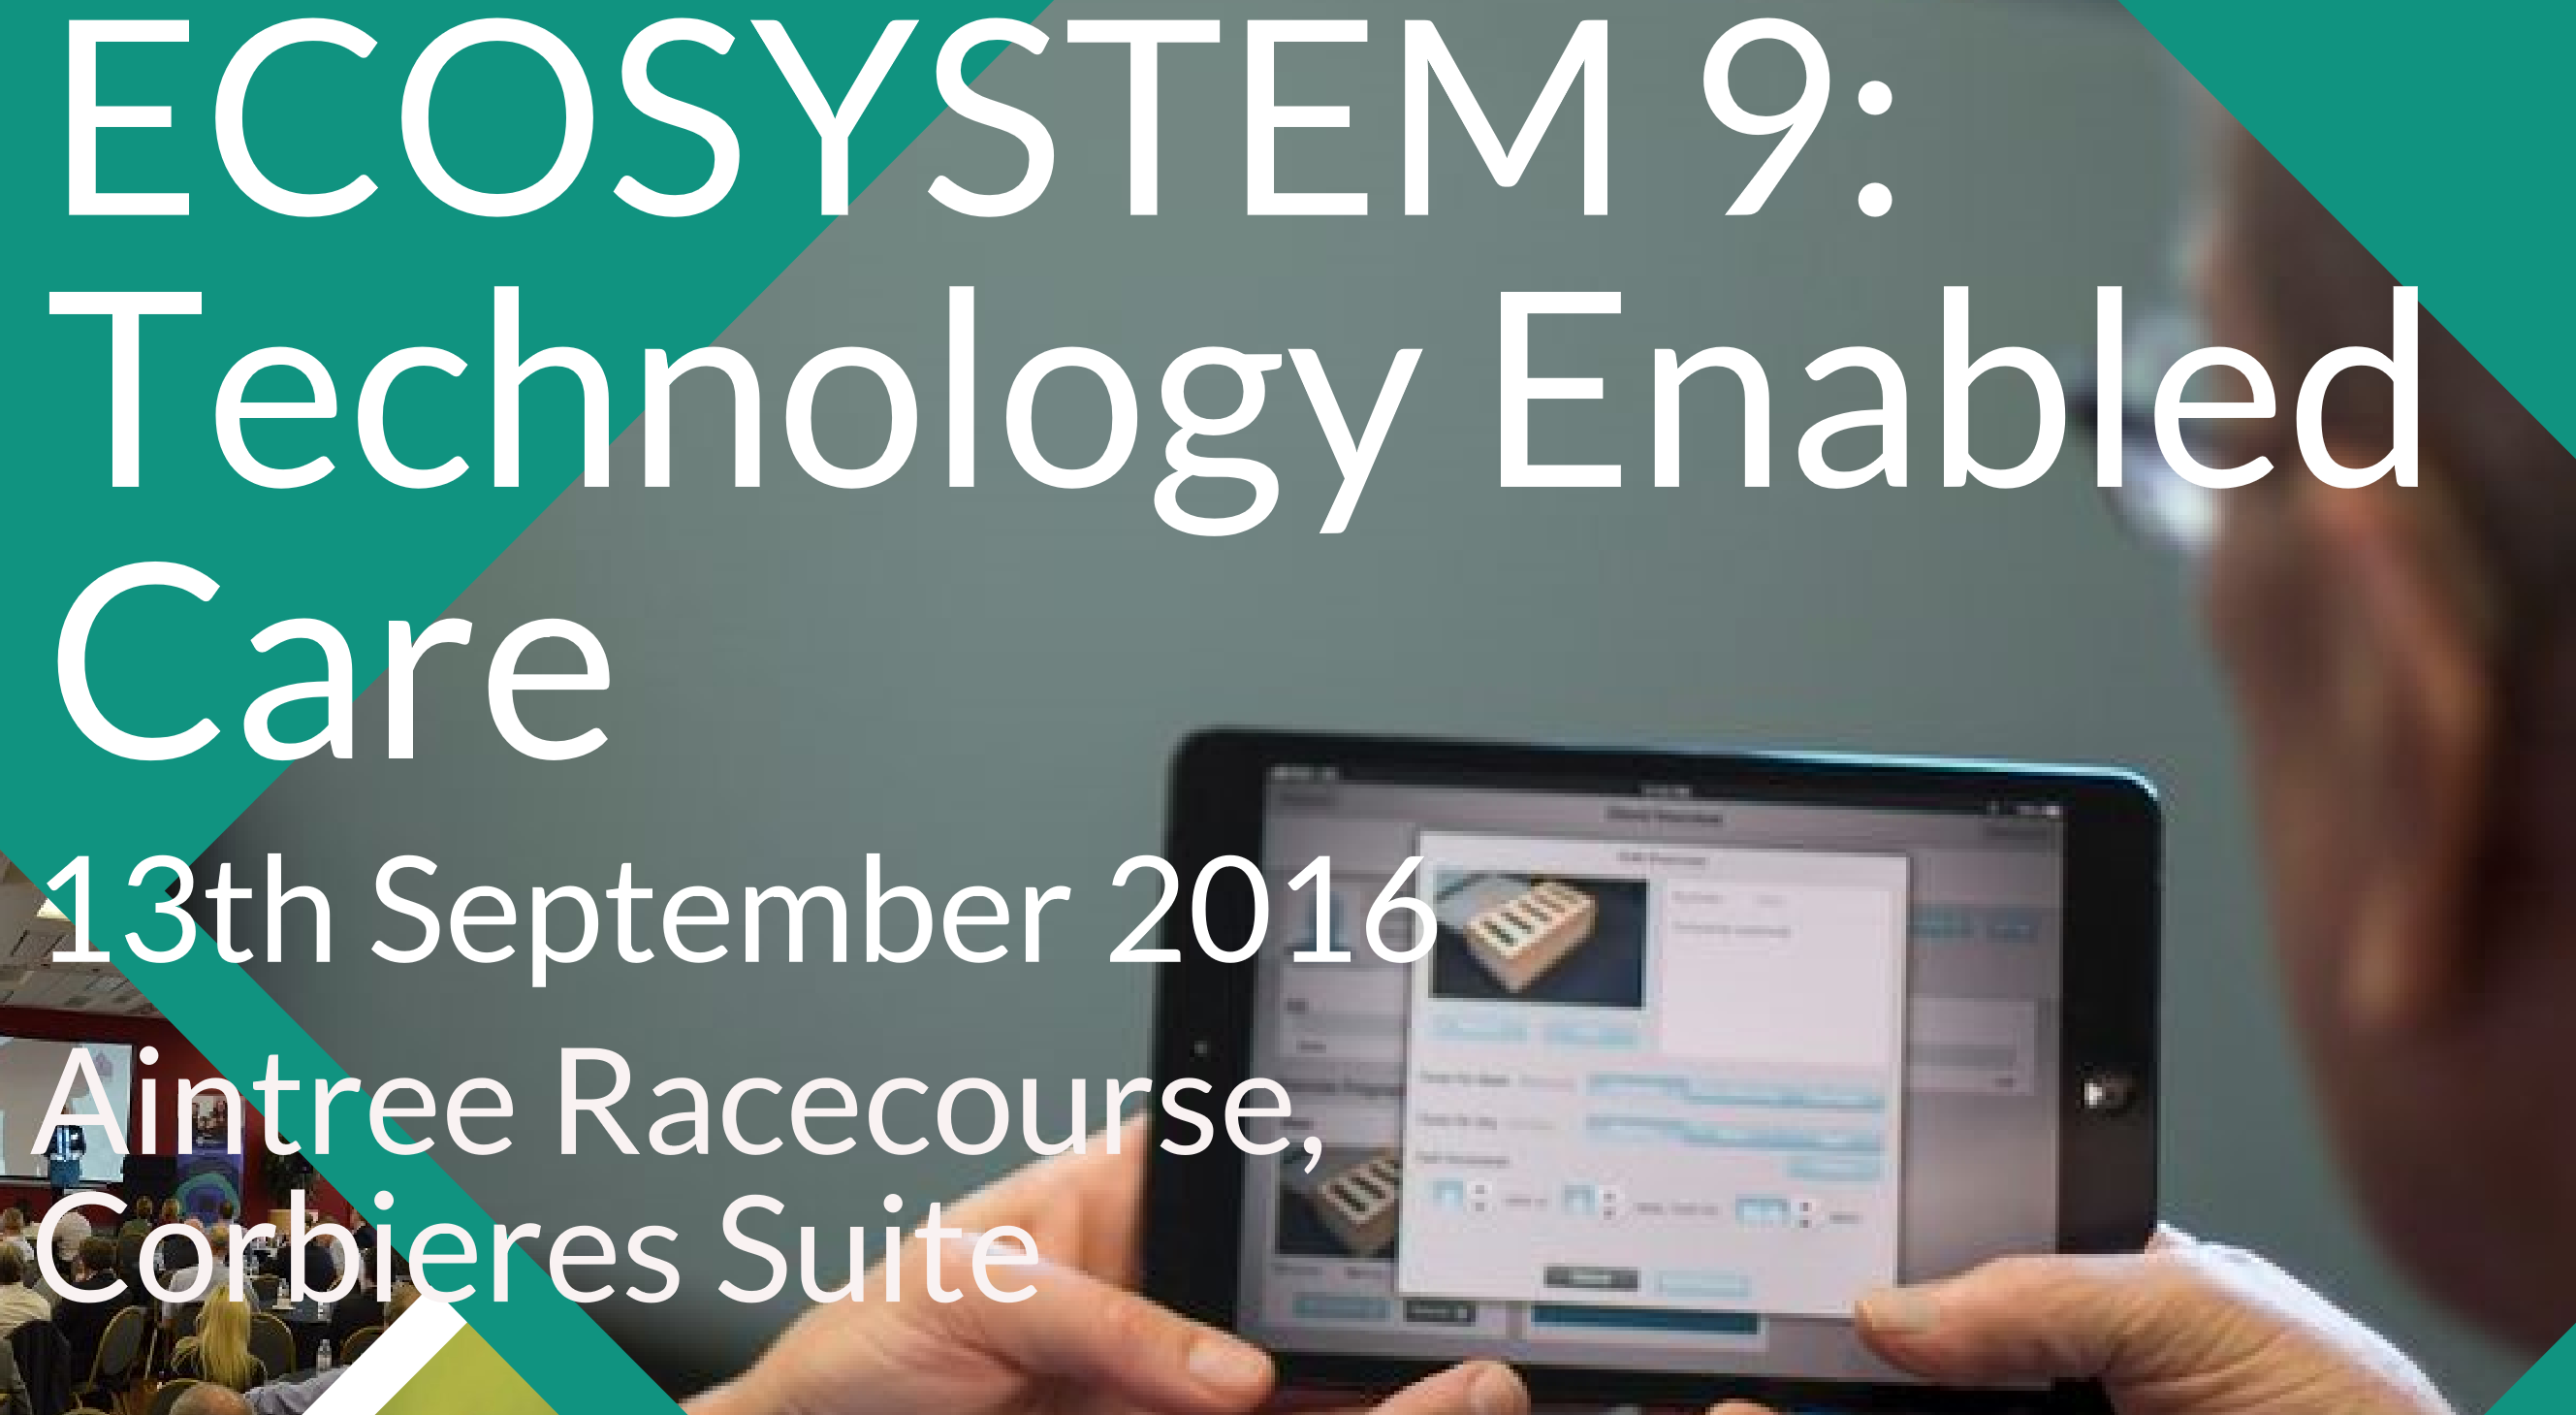 ECOSYSTEM 9:
Technology Enabled
Care
13th September 2016
Aintree Racecourse,
Corbieres Suite